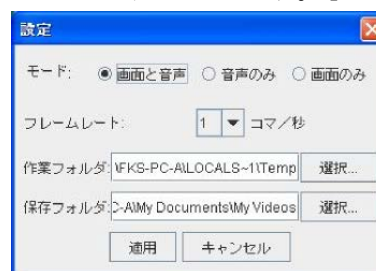 設定
モード: 画面と音声 音声のみ 画面のみ
フレームレート: 1 コマ/秒
作業フォルダ: \FKS-PC-A\LOCALS~1\Temp 選択...
保存フォルダ: C-A\My Documents\My Videos 選択...
適用 キャンセル